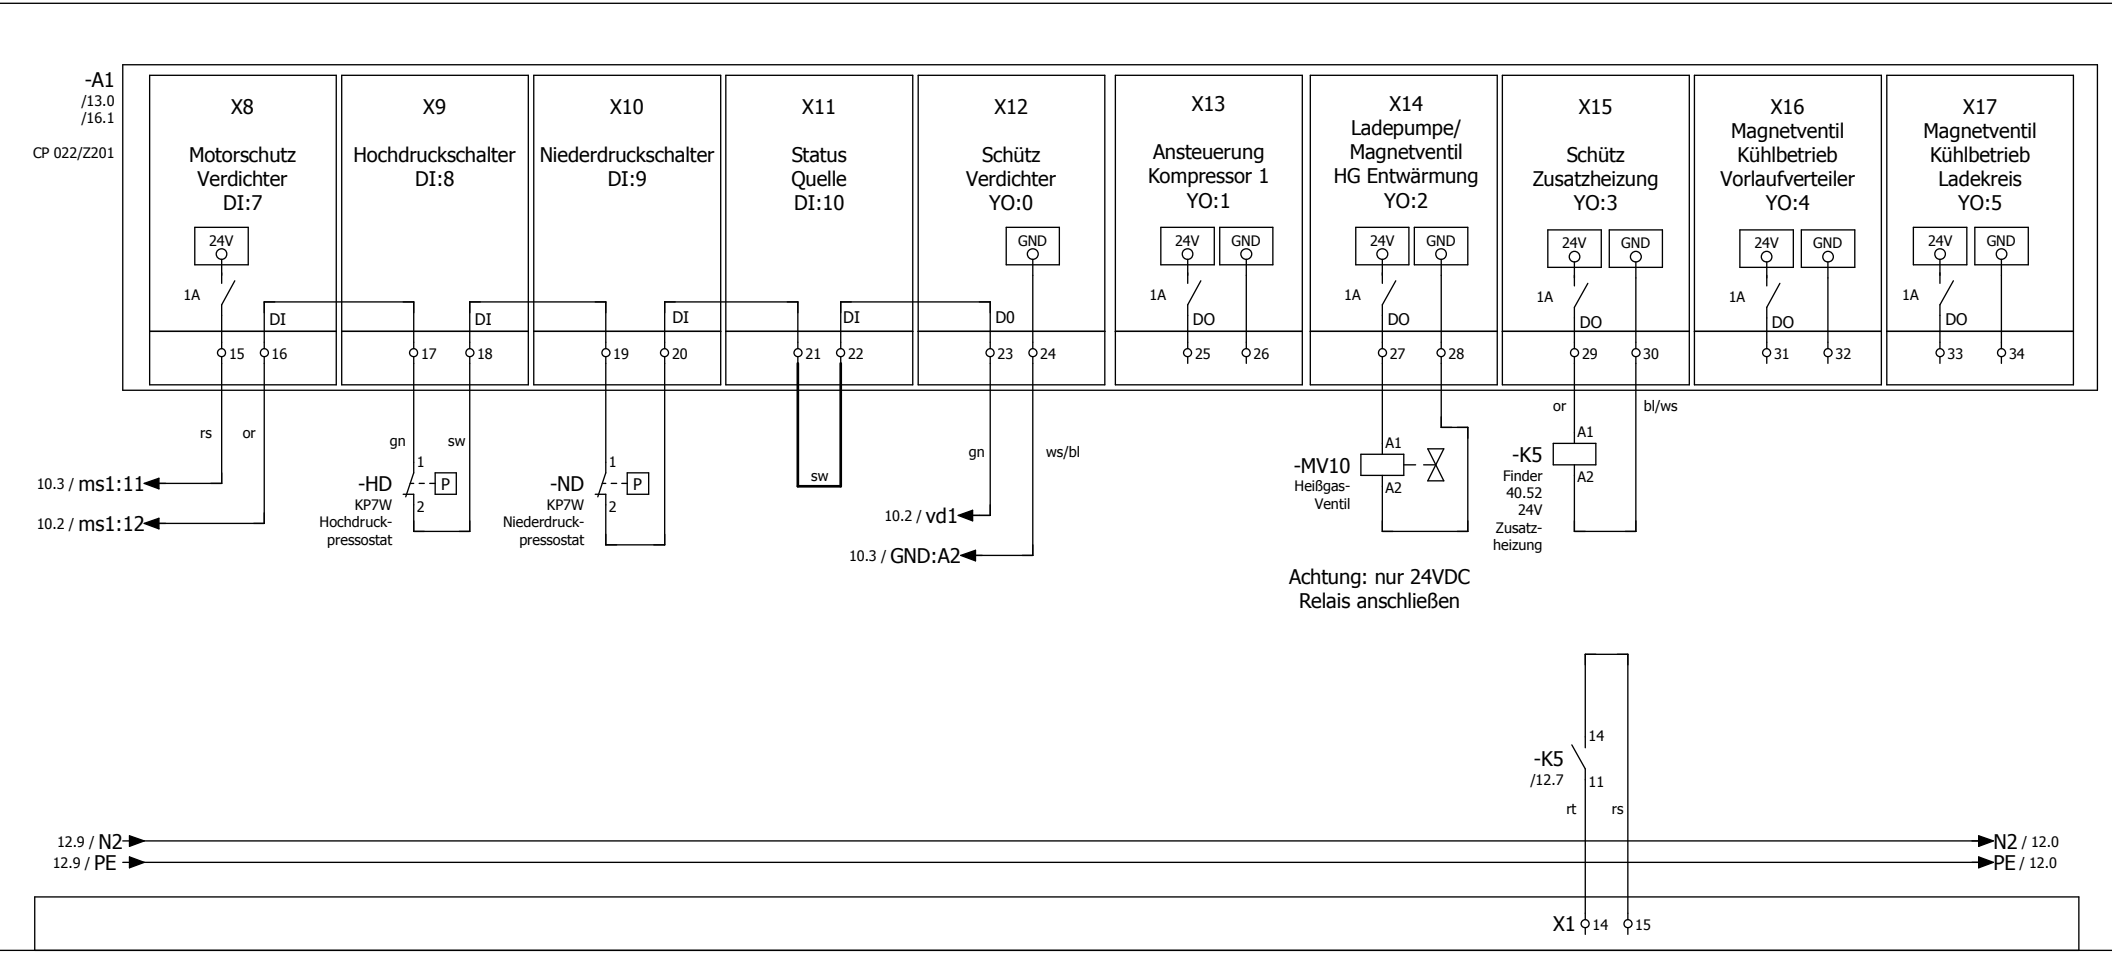 -A1
/13.0
/16.1
CP 022/Z201
X8
Motorschutz
Verdichter
DI:7
24V
1A
DI
15
16
X9
Hochdruckschalter
DI:8
DI
17
18
X10
Niederdruckschalter
DI:9
DI
19
20
X11
Status
Quelle
DI:10
DI
21
22
X12
Schütz
Verdichter
YO:0
GND
D0
23
24
X13
Ansteuerung
Kompressor 1
YO:1
24V
GND
1A
DO
25
26
X14
Ladepumpe/
Magnetventil
HG Entwärmung
YO:2
24V
GND
1A
DO
27
28
X15
Schütz
Zusatzheizung
YO:3
24V
GND
1A
DO
29
30
X16
Magnetventil
Kühlbetrieb
Vorlaufverteiler
YO:4
24V
GND
1A
DO
31
32
X17
Magnetventil
Kühlbetrieb
Ladekreis
YO:5
24V
GND
1A
DO
33
34
rs
or
10.3 / ms1:11
10.2 / ms1:12
gn
sw
1
-HD
P
KP7W
2
Hochdruck-
pressostat
1
-ND
P
KP7W
2
Niederdruck-
pressostat
sw
gn
ws/bl
10.2 / vd1
10.3 / GND:A2
A1
-MV10
A2
Heißgas-
Ventil
or
bl/ws
A1
-K5
A2
Finder
40.52
24V
Zusatz-
heizung
Achtung: nur 24VDC
Relais anschließen
14
-K5
/12.7
11
rt
rs
12.9 / N2
N2 / 12.0
12.9 / PE
PE / 12.0
X1
14
15